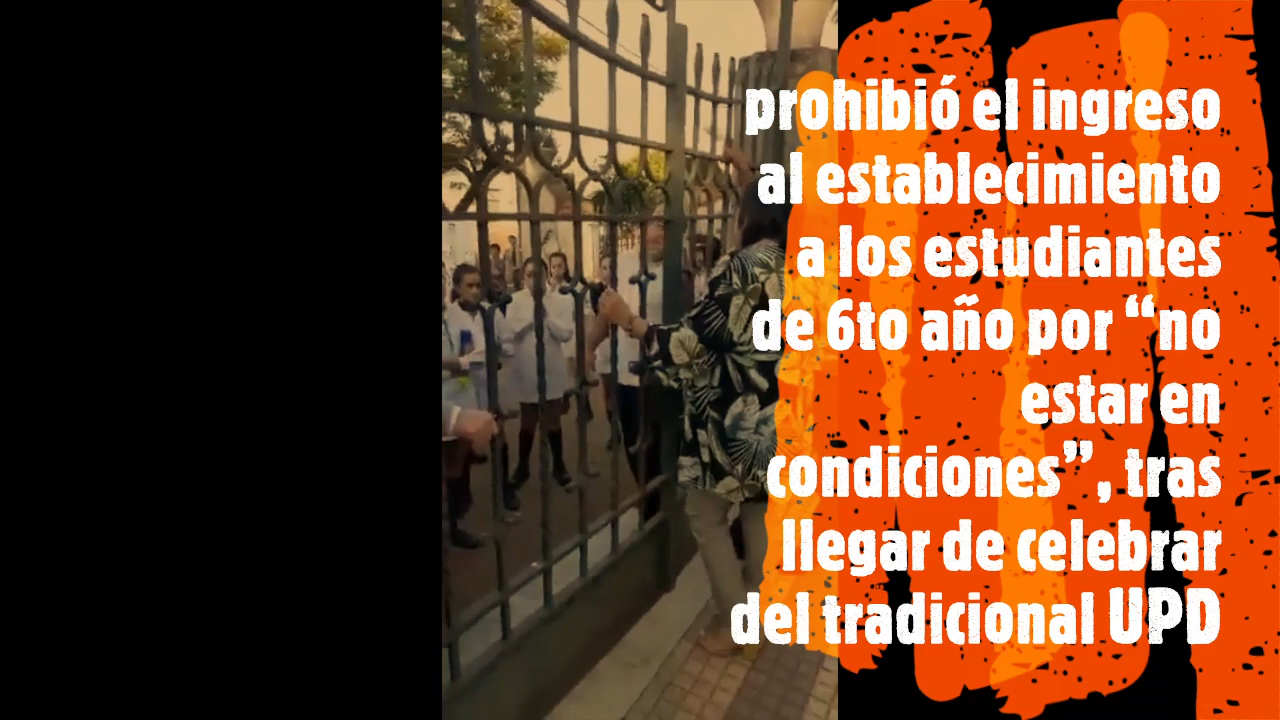 prohibió el ingreso
al establecimiento
a los estudiantes
de 6to año por “no
estar en
condiciones”, tras
llegar de celebrar
del tradicional UPD